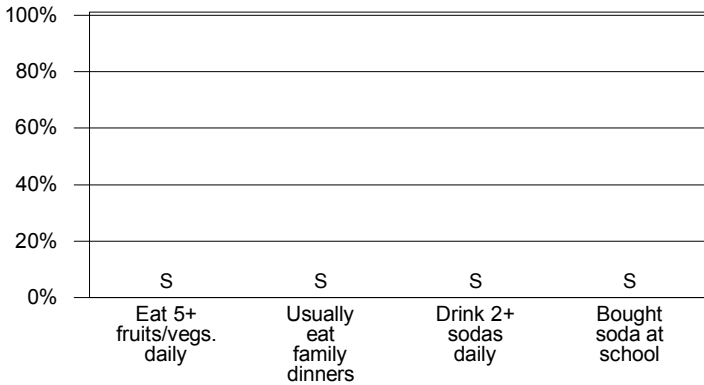 100%
80%
60%
40%
20%
0%
S S S S
Eat 5+
fruits/vegs.
daily
Usually
eat
family
dinners
Drink 2+
sodas
daily
Bought
soda at
school